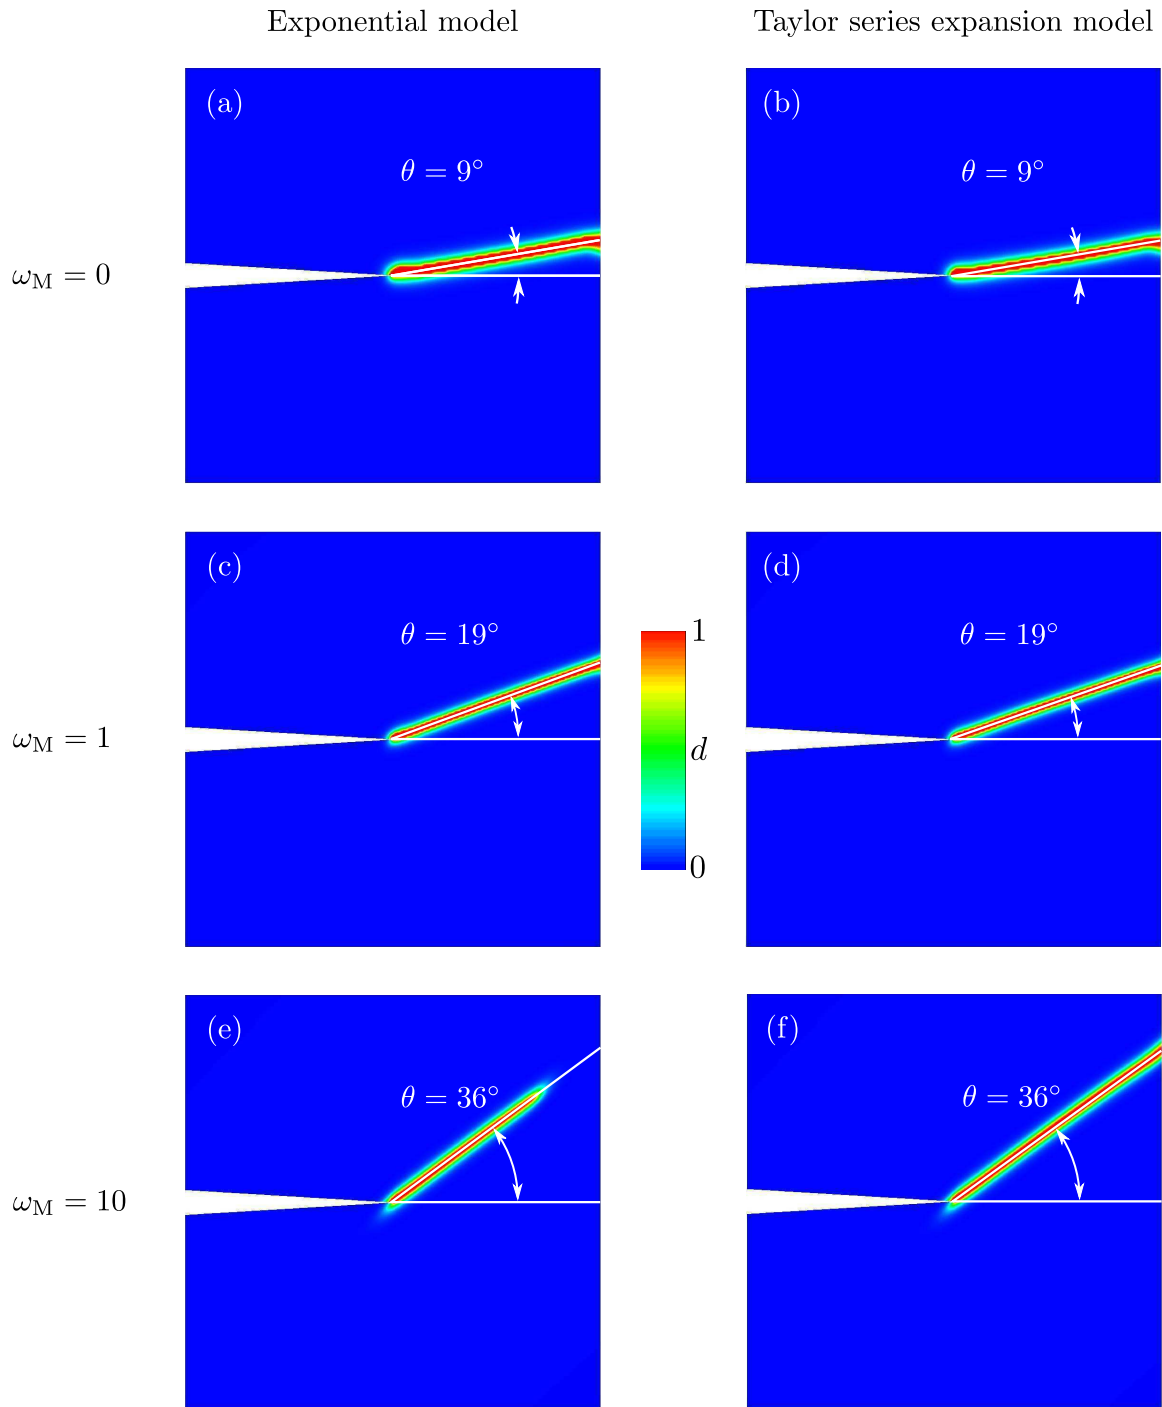 Exponential model
Taylor series expansion model
(a)
(b)
θ = 9°
θ = 9°
ω_M = 0
(c)
(d)
θ = 19°
θ = 19°
1
ω_M = 1
d
0
(e)
(f)
θ = 36°
θ = 36°
ω_M = 10